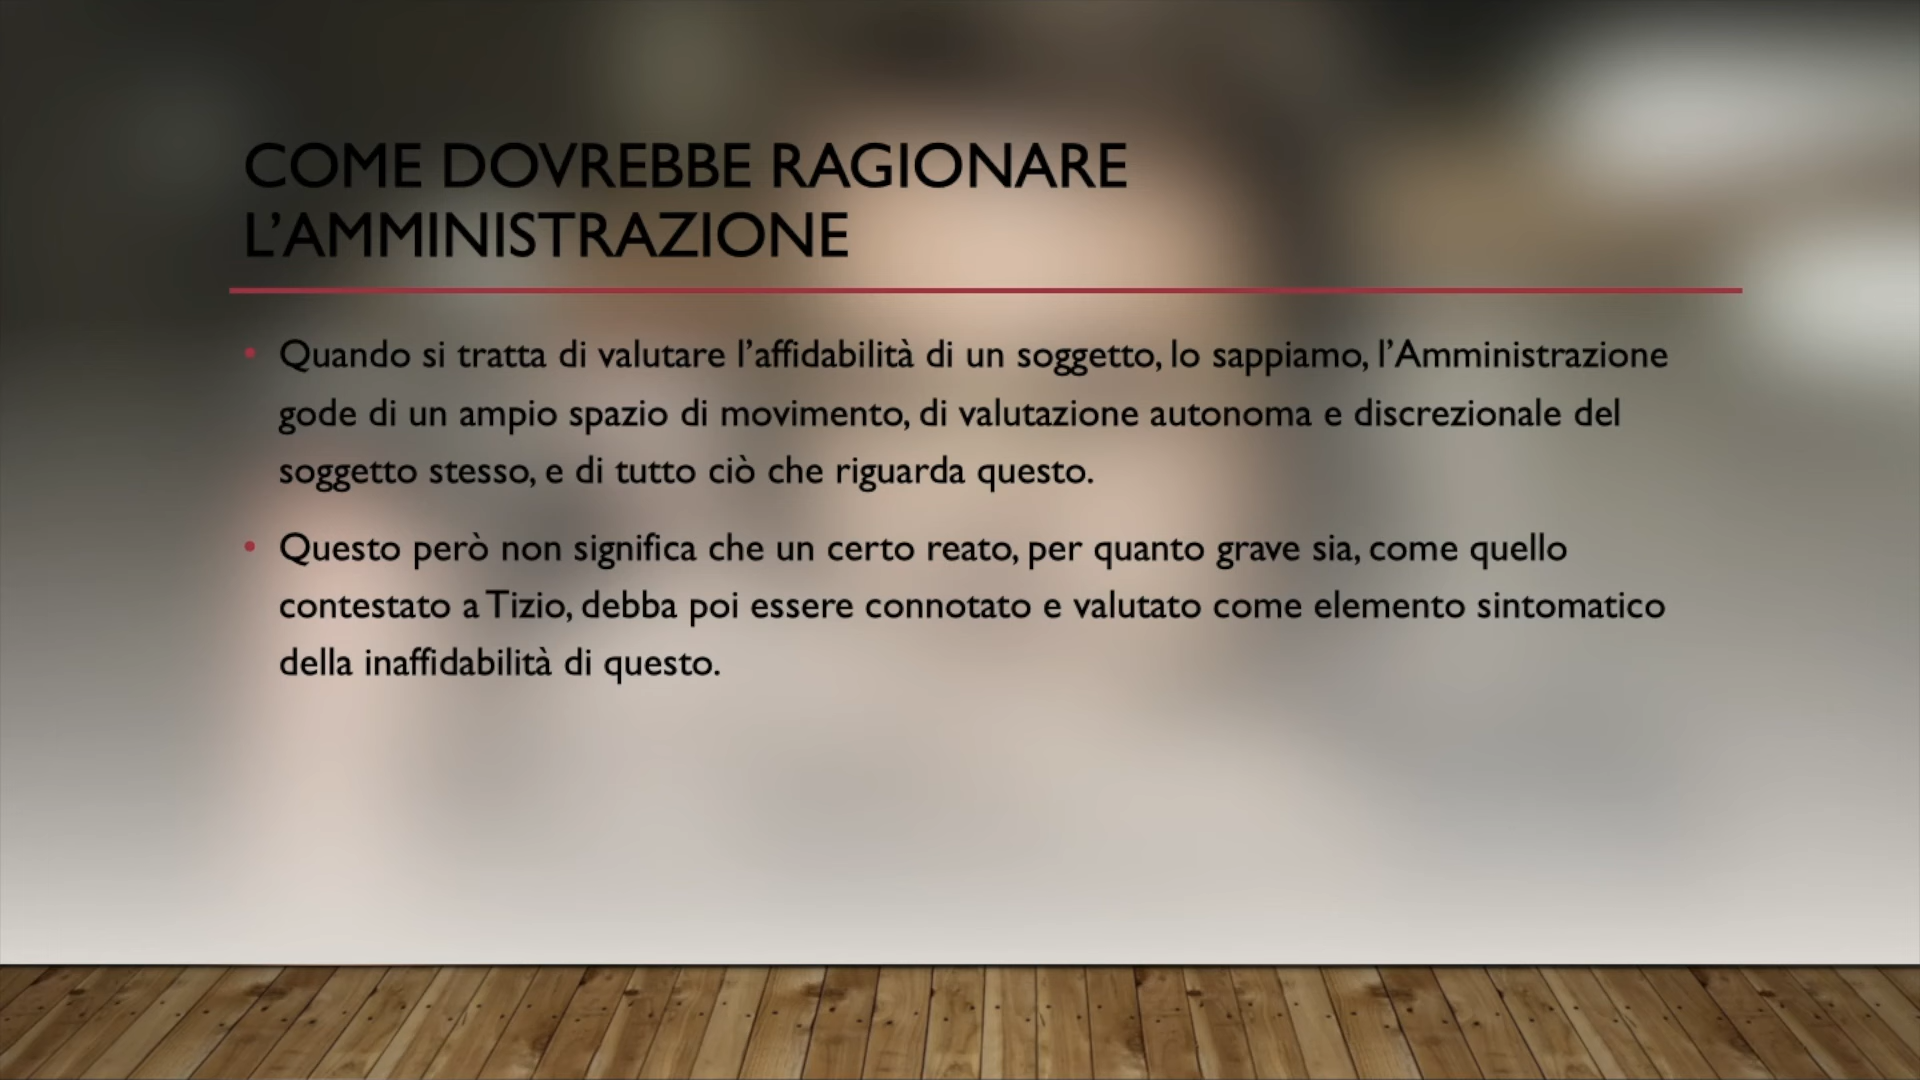 COME DOVREBBE RAGIONARE
L’AMMINISTRAZIONE
• Quando si tratta di valutare l’affidabilità di un soggetto, lo sappiamo, l’Amministrazione
gode di un ampio spazio di movimento, di valutazione autonoma e discrezionale del
soggetto stesso, e di tutto ciò che riguarda questo.
• Questo però non significa che un certo reato, per quanto grave sia, come quello
contestato a Tizio, debba poi essere connotato e valutato come elemento sintomatico
della inaffidabilità di questo.